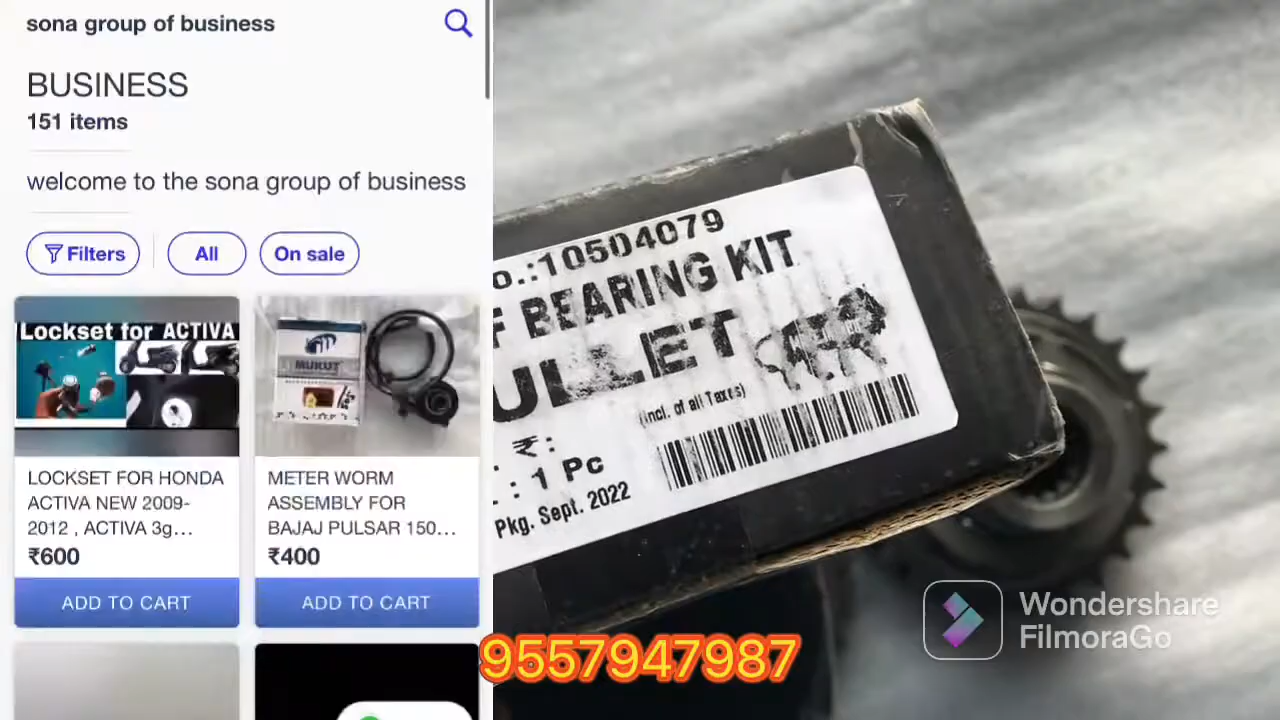 sona group of business
BUSINESS
151 items
welcome to the sona group of business
Filters
All
On sale
Lockset for ACTIVA
MUKUT
LOCKSET FOR HONDA
ACTIVA NEW 2009-
2012 , ACTIVA 3g...
₹600
ADD TO CART
METER WORM
ASSEMBLY FOR
BAJAJ PULSAR 150...
₹400
ADD TO CART
o.:10504079
F BEARING KIT
ULLET
(Incl. of all Taxes)
₹:
: 1 Pc
Pkg. Sept. 2022
9557947987
Wondershare
FilmoraGo